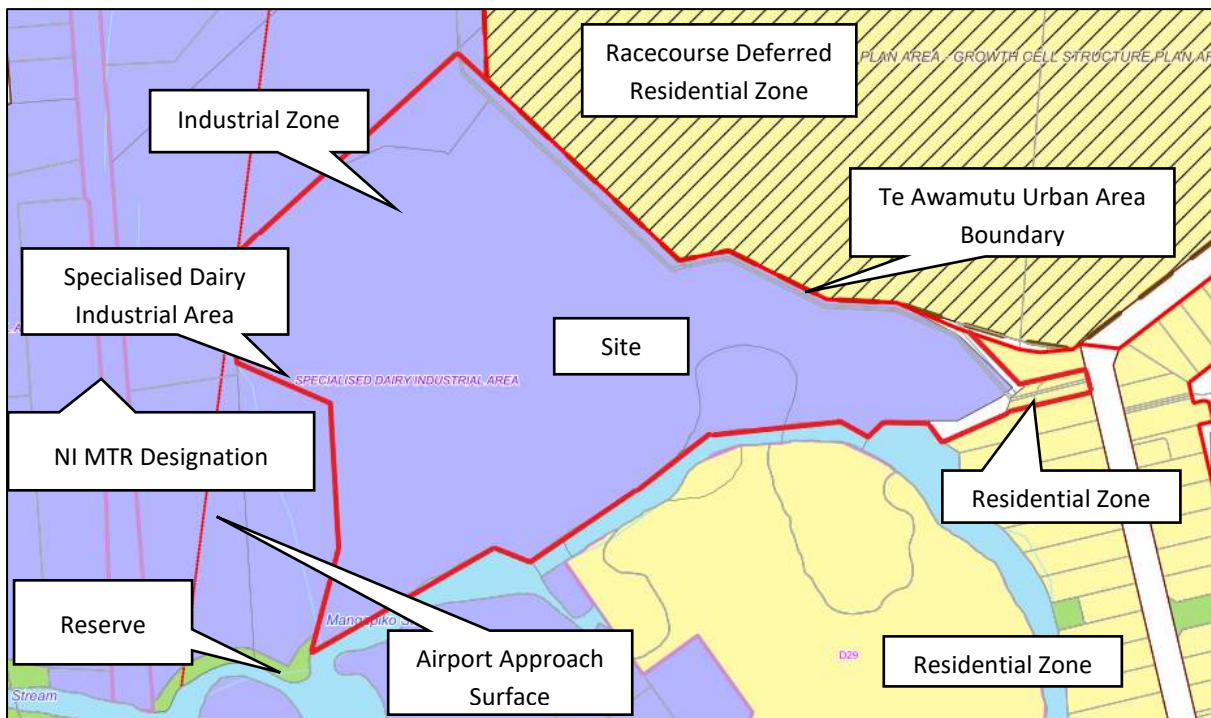 Racecourse Deferred
Residential Zone
PLAN AREA - GROWTH CELL STRUCTURE PLAN AR
Industrial Zone
Te Awamutu Urban Area
Boundary
Specialised Dairy
Industrial Area
Site
SPECIALISED DAIRY INDUSTRIAL AREA
NI MTR Designation
Residential Zone
Reserve
Airport Approach
Surface
D29
Residential Zone
Stream